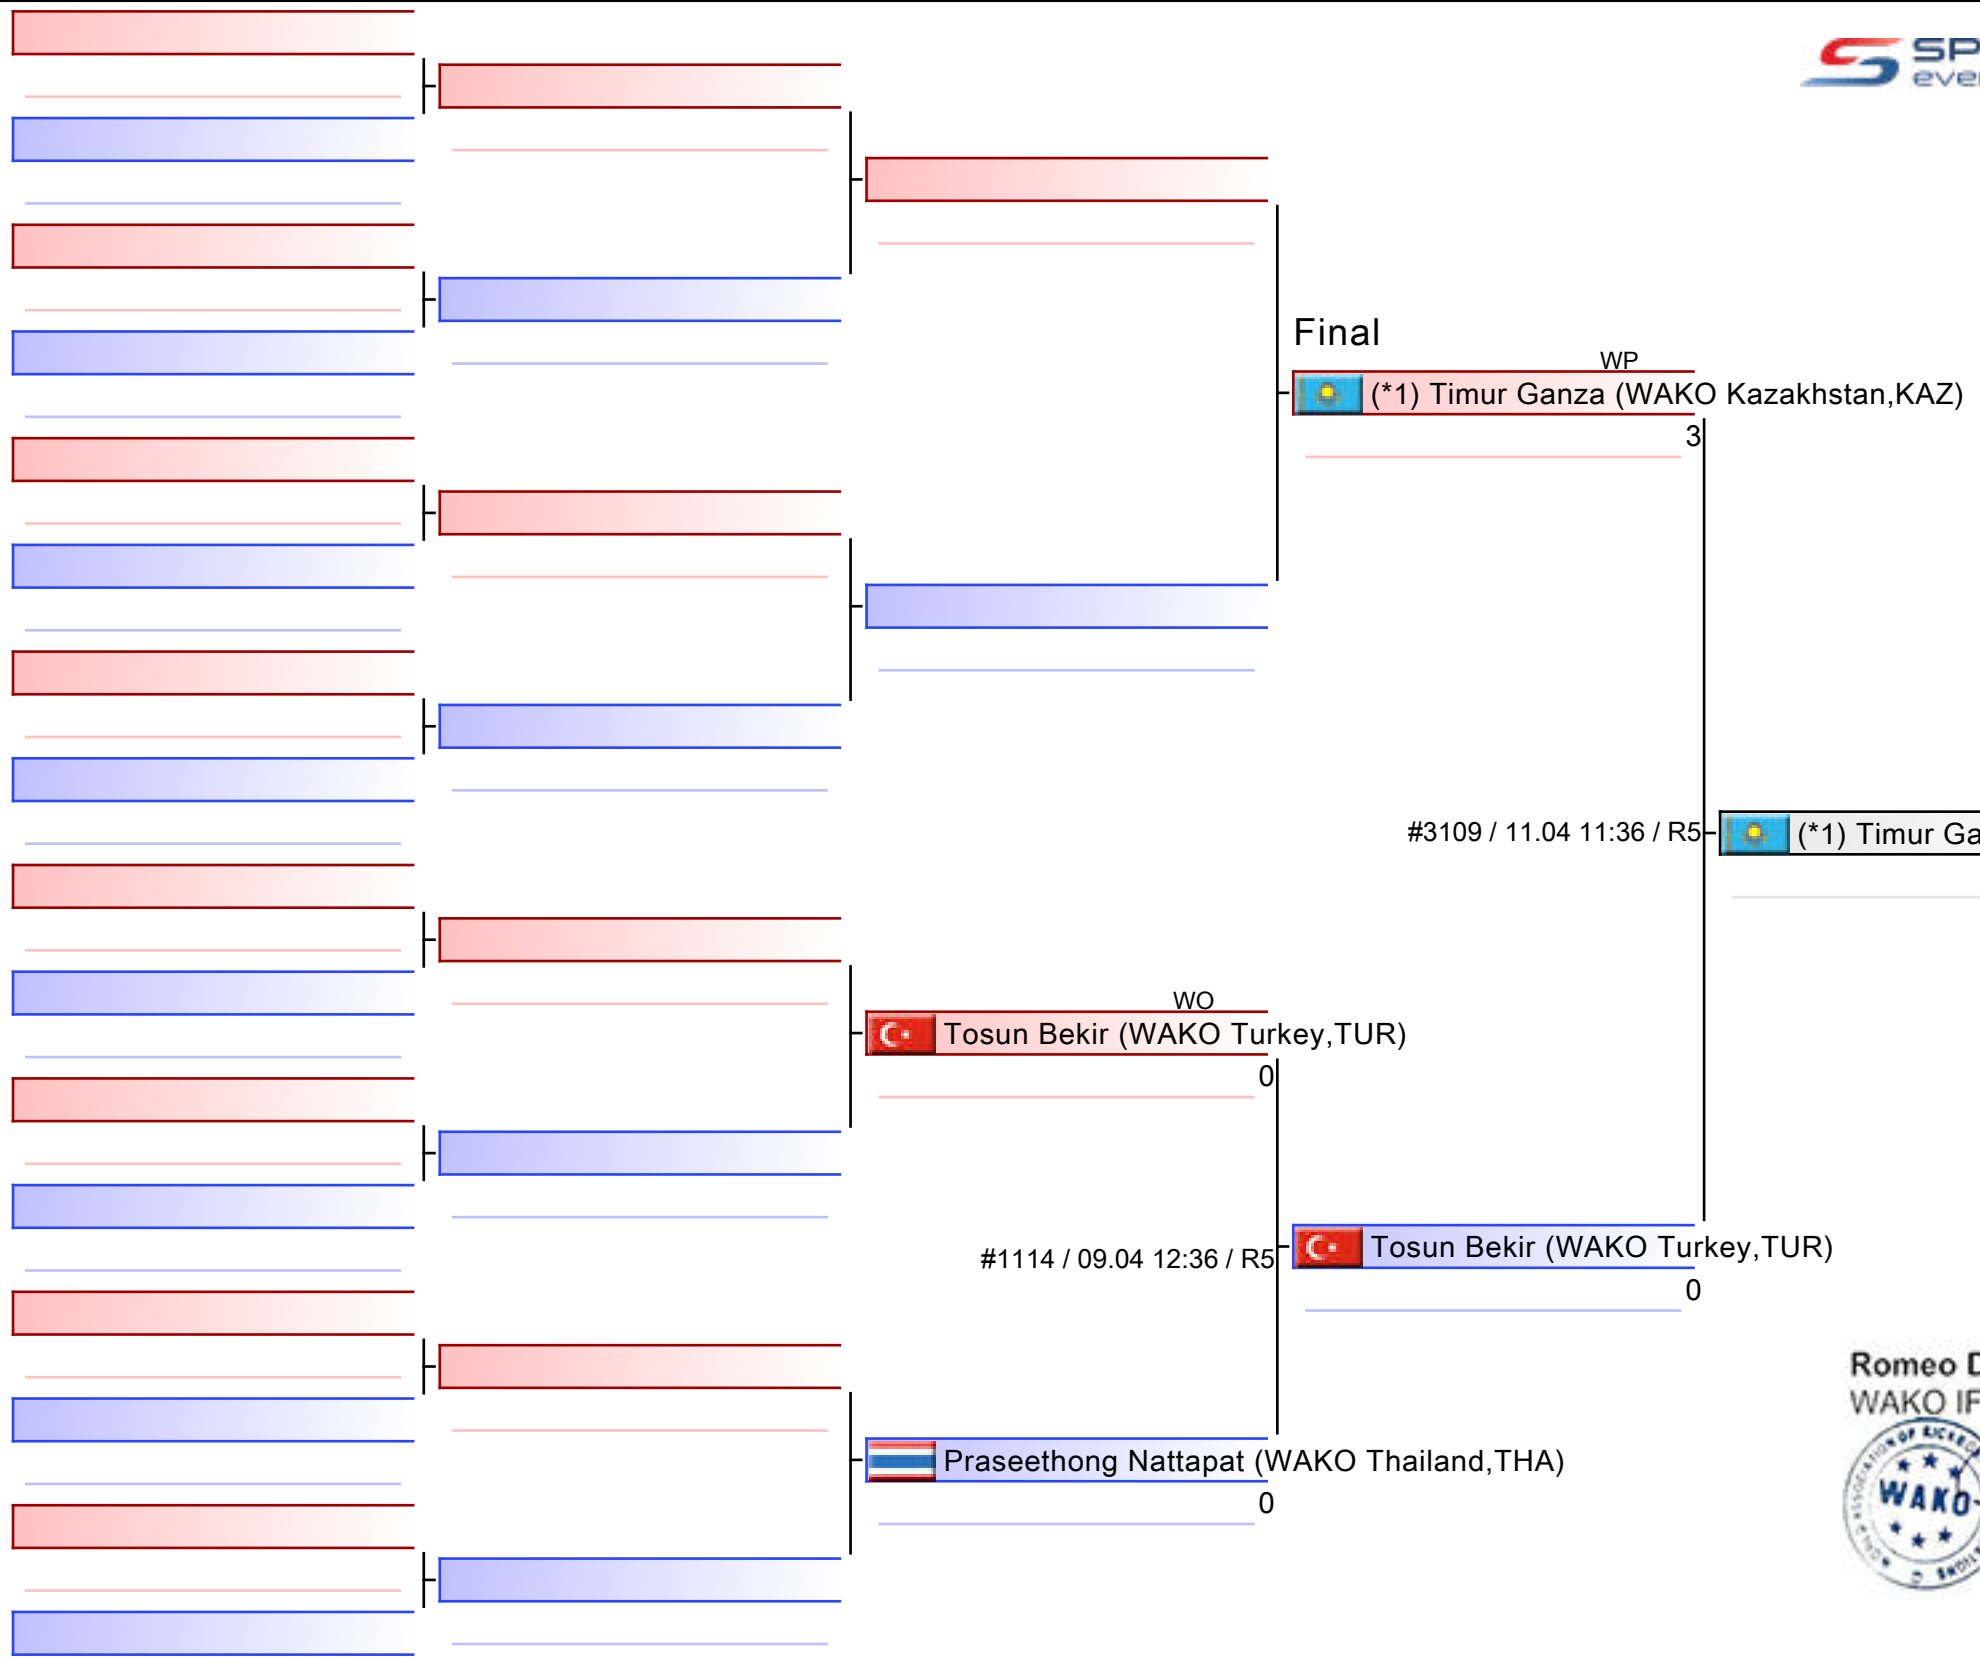 SP
eve
Final
WP
(*1) Timur Ganza (WAKO Kazakhstan,KAZ)
3
#3109 / 11.04 11:36 / R5
(*1) Timur Ga
WO
Tosun Bekir (WAKO Turkey,TUR)
0
#1114 / 09.04 12:36 / R5
Tosun Bekir (WAKO Turkey,TUR)
0
Praseethong Nattapat (WAKO Thailand,THA)
0
Romeo D
WAKO IF
WAKO